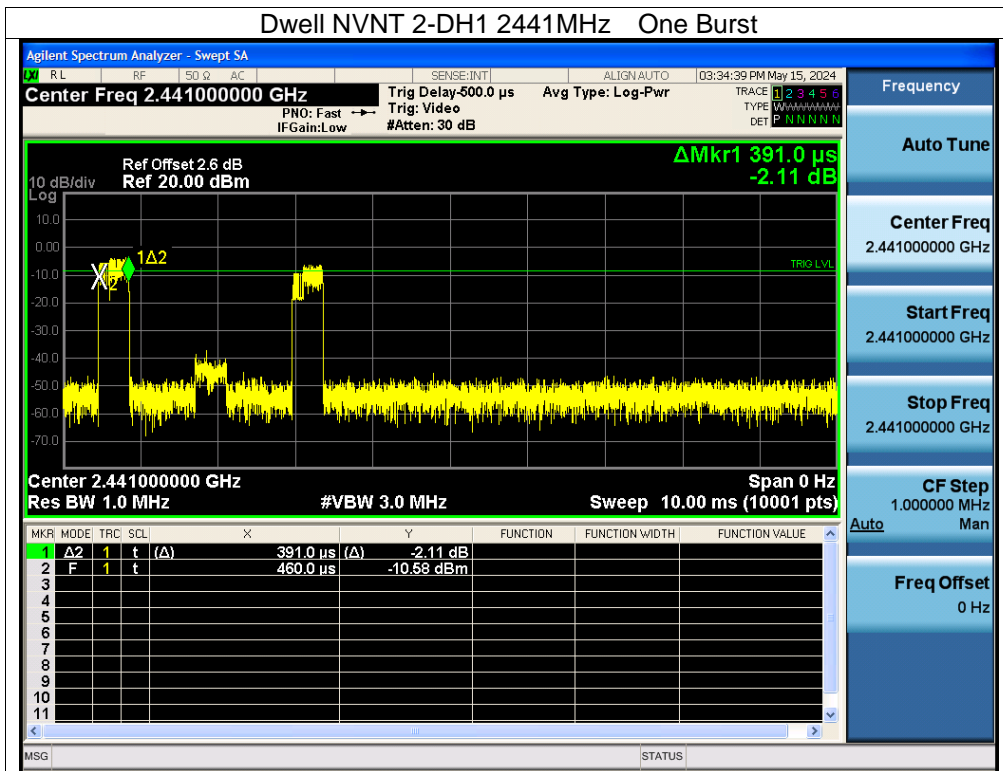 Dwell NVNT 2-DH1 2441MHz One Burst
Agilent Spectrum Analyzer - Swept SA
LXI RL RF 50 Ω AC SENSE:INT ALIGN AUTO 03:34:39 PM May 15, 2024
Center Freq 2.441000000 GHz Trig Delay-500.0 µs Avg Type: Log-Pwr TRACE 1 2 3 4 5 6
PNO: Fast Trig: Video TYPE WWWWWW
IFGain:Low #Atten: 30 dB DET P N N N N N
Frequency
Auto Tune
Center Freq
2.441000000 GHz
Start Freq
2.441000000 GHz
Stop Freq
2.441000000 GHz
CF Step
1.000000 MHz
Auto Man
Freq Offset
0 Hz
ΔMkr1 391.0 µs
-2.11 dB
Ref Offset 2.6 dB
10 dB/div Ref 20.00 dBm
Log
10.0
0.00
-10.0
-20.0
-30.0
-40.0
-50.0
-60.0
-70.0
1Δ2
2
TRIG LVL
Center 2.441000000 GHz Span 0 Hz
Res BW 1.0 MHz #VBW 3.0 MHz Sweep 10.00 ms (10001 pts)
MKR MODE TRC SCL X Y FUNCTION FUNCTION WIDTH FUNCTION VALUE
1 Δ2 1 t (Δ) 391.0 µs (Δ) -2.11 dB
2 F 1 t 460.0 µs -10.58 dBm
3
4
5
6
7
8
9
10
11
MSG STATUS